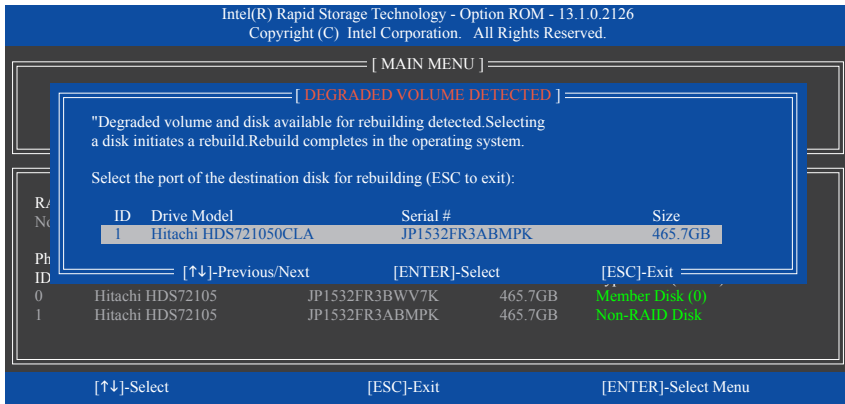 Intel(R) Rapid Storage Technology - Option ROM - 13.1.0.2126
Copyright (C) Intel Corporation. All Rights Reserved.
[ MAIN MENU ]
[ DEGRADED VOLUME DETECTED ]
"Degraded volume and disk available for rebuilding detected.Selecting
a disk initiates a rebuild.Rebuild completes in the operating system.
Select the port of the destination disk for rebuilding (ESC to exit):
ID Drive Model Serial # Size
1 Hitachi HDS721050CLA JP1532FR3ABMPK 465.7GB
[↑↓]-Previous/Next [ENTER]-Select [ESC]-Exit
ID
0 Hitachi HDS72105 JP1532FR3BWV7K 465.7GB Member Disk (0)
1 Hitachi HDS72105 JP1532FR3ABMPK 465.7GB Non-RAID Disk
[↑↓]-Select [ESC]-Exit [ENTER]-Select Menu